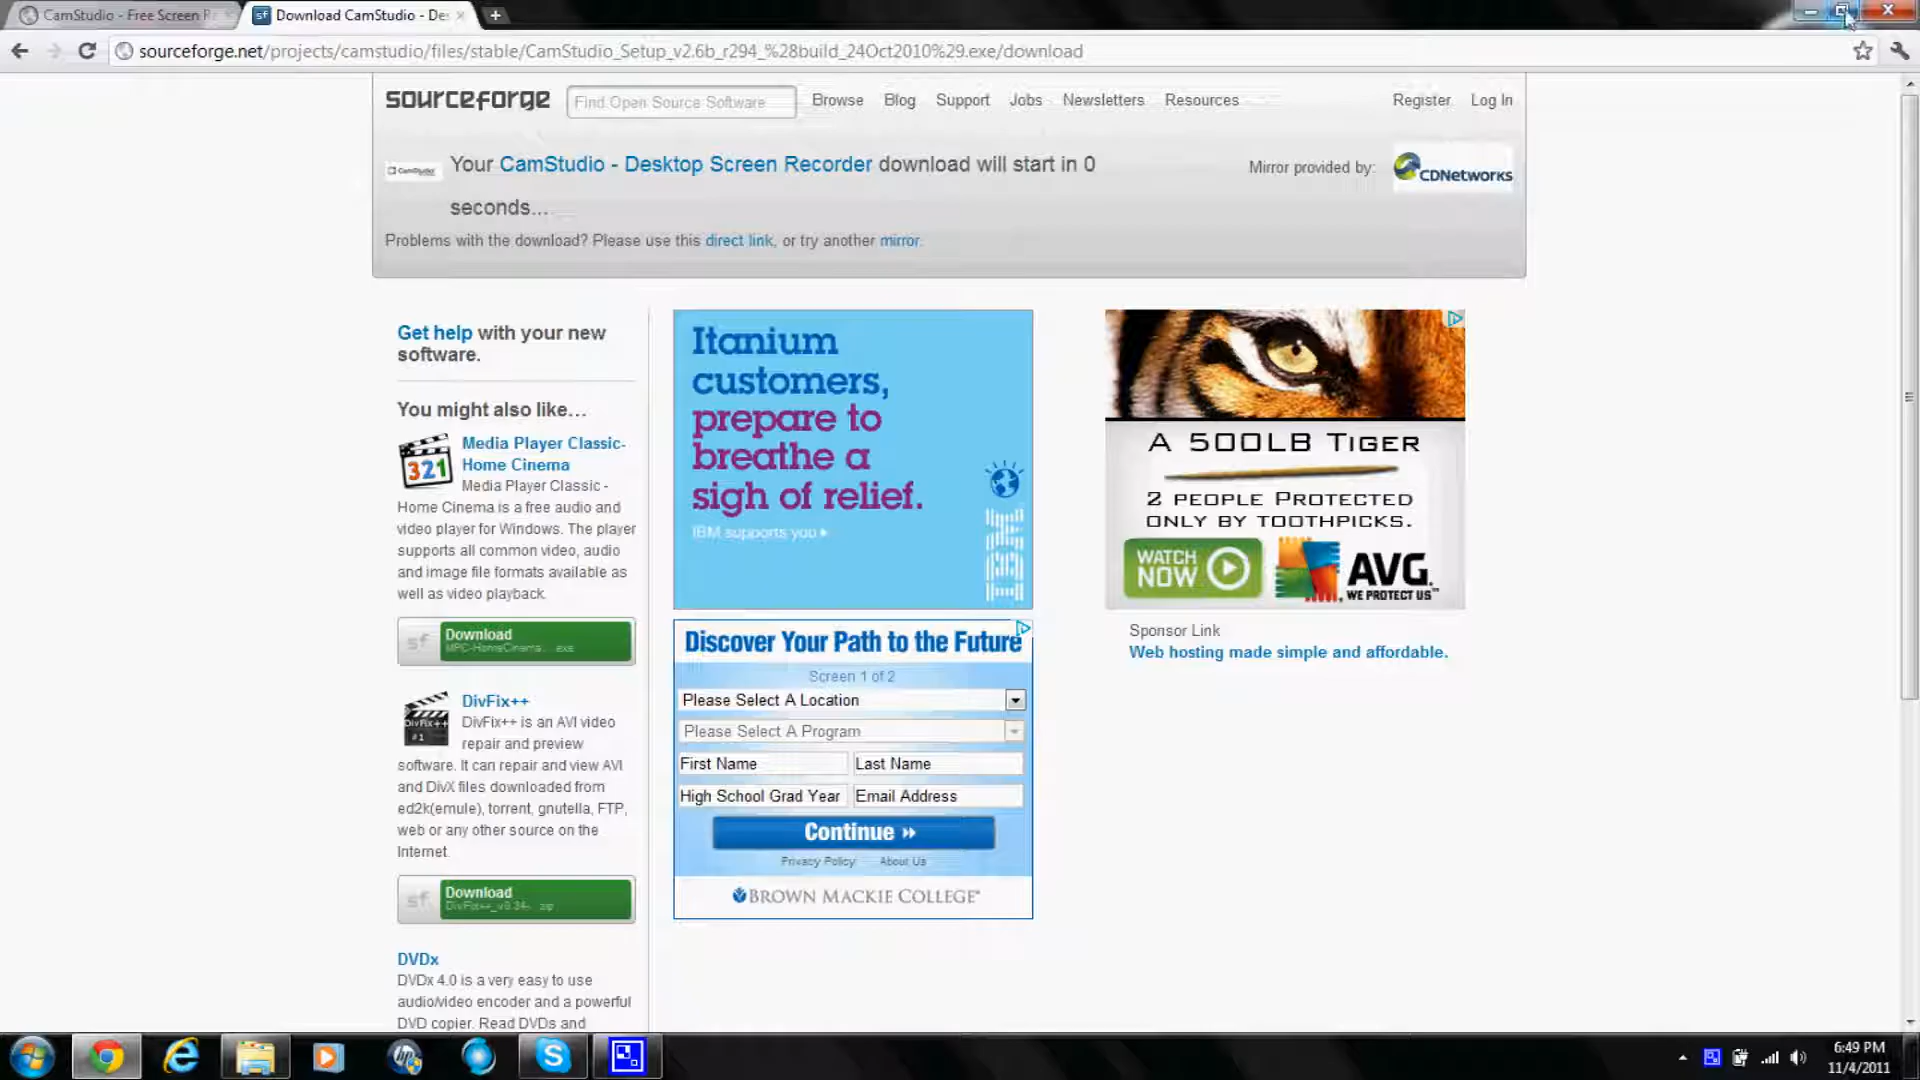 CamStudio - Free Screen Re
Download CamStudio - Des
sourceforge.net/projects/camstudio/files/stable/CamStudio_Setup_v2.6b_r294_%28build_24Oct2010%29.exe/download
sourceforge
Find Open Source Software
Browse Blog Support Jobs Newsletters Resources
Register Log In
CamStudio
Your CamStudio - Desktop Screen Recorder download will start in 0
seconds...
Mirror provided by:
CDNetworks
Problems with the download? Please use this direct link, or try another mirror.
Get help with your new
software.
You might also like...
321
Media Player Classic-
Home Cinema
Media Player Classic -
Home Cinema is a free audio and
video player for Windows. The player
supports all common video, audio
and image file formats available as
well as video playback.
sf
Download
MPC-HomeCinema... .exe
DivFix++
#1
DivFix++
DivFix++ is an AVI video
repair and preview
software. It can repair and view AVI
and DivX files downloaded from
ed2k(emule), torrent, gnutella, FTP,
web or any other source on the
Internet.
sf
Download
DivFix++_v0.34-. .zip
DVDx
DVDx 4.0 is a very easy to use
audio/video encoder and a powerful
DVD copier. Read DVDs and
Itanium
customers,
prepare to
breathe a
sigh of relief.
IBM supports you
IBM
Discover Your Path to the Future
Screen 1 of 2
Please Select A Location
Please Select A Program
First Name Last Name
High School Grad Year Email Address
Continue »
Privacy Policy About Us
BROWN MACKIE COLLEGE
A 500LB TIGER
2 PEOPLE PROTECTED
ONLY BY TOOTHPICKS.
WATCH
NOW
AVG.
WE PROTECT US™
Sponsor Link
Web hosting made simple and affordable.
hp
S
6:49 PM
11/4/2011